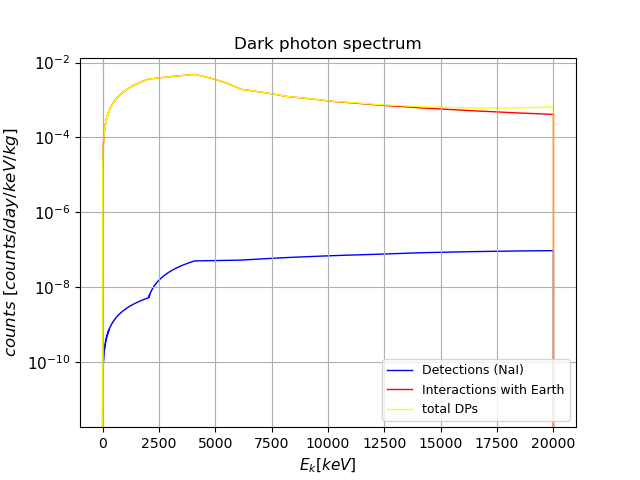 Dark photon spectrum
counts [counts/day/keV/kg]
10⁻²
10⁻⁴
10⁻⁶
10⁻⁸
10⁻¹⁰
Detections (NaI)
Interactions with Earth
total DPs
0 2500 5000 7500 10000 12500 15000 17500 20000
Eₖ[keV]